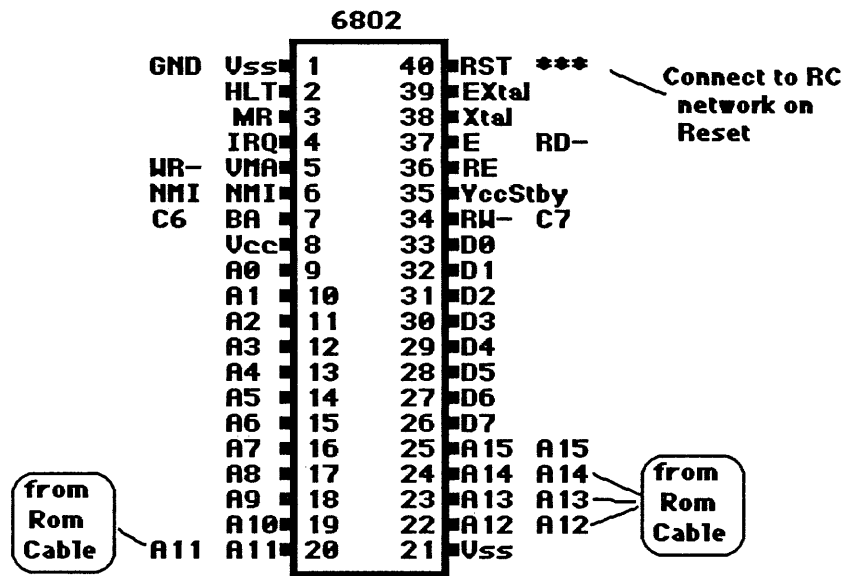 6802
GND Vss 1 40 RST ***
HLT 2 39 EXtal
MR 3 38 Xtal
IRQ 4 37 E RD-
WR- VMA 5 36 RE
NMI NMI 6 35 VccStby
C6 BA 7 34 RW- C7
Vcc 8 33 D0
A0 9 32 D1
A1 10 31 D2
A2 11 30 D3
A3 12 29 D4
A4 13 28 D5
A5 14 27 D6
A6 15 26 D7
A7 16 25 A15 A15
A8 17 24 A14 A14
A9 18 23 A13 A13
A10 19 22 A12 A12
A11 A11 20 21 Vss
Connect to RC
network on
Reset
from
Rom
Cable
from
Rom
Cable